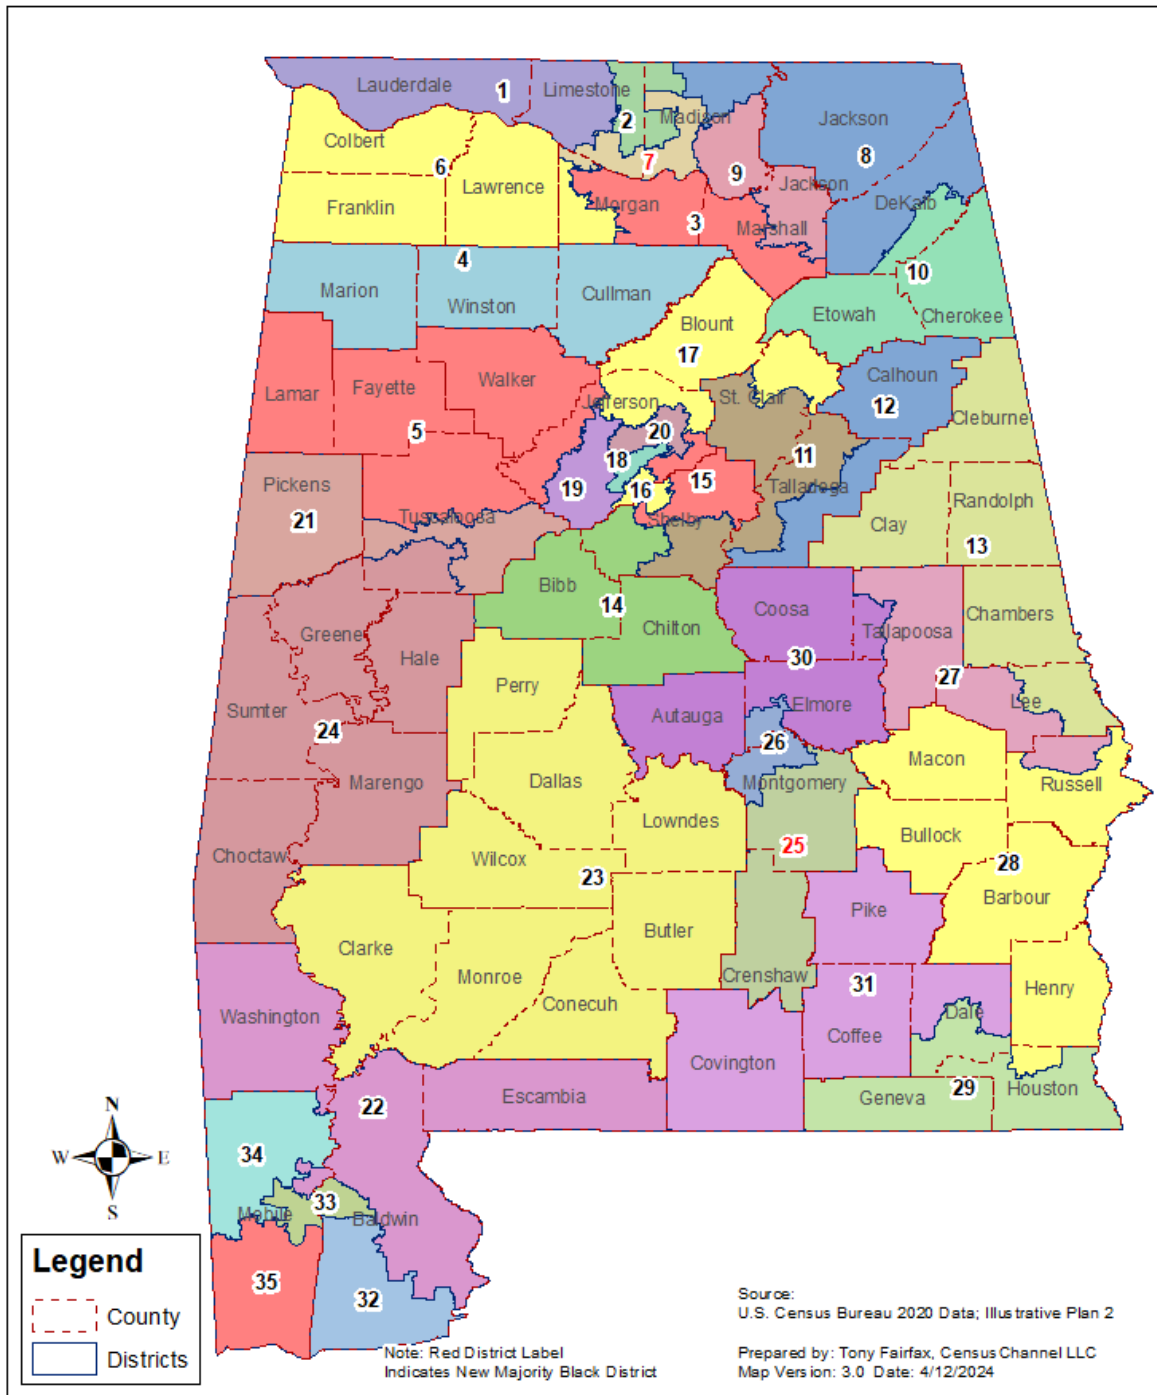 Lauderdale
1
Limestone
2
Madison
Jackson
8
Colbert
6
7
9
Lawrence
Jackson
Franklin
Morgan
3
Marshall
DeKalb
4
10
Marion
Winston
Cullman
Blount
Etowah
Cherokee
17
Calhoun
Walker
Fayette
Lamar
Jefferson
St. Clair
12
Cleburne
5
20
18
11
19
16
15
Talladega
Pickens
21
Tuscaloosa
Shelby
Clay
Randolph
13
Bibb
14
Coosa
Chambers
Greene
Chilton
Tallapoosa
Hale
30
27
Perry
Lee
Sumter
Autauga
Elmore
24
26
Macon
Marengo
Dallas
Montgomery
Russell
Lowndes
Bullock
25
Choctaw
Wilcox
23
28
Barbour
Pike
Clarke
Butler
Monroe
Crenshaw
31
Henry
Conecuh
Washington
Dale
Coffee
Covington
Escambia
22
Geneva
29
Houston
N
W E
S
34
33
Mobile
Baldwin
35
32
Legend
County
Districts
Note: Red District Label
Indicates New Majority Black District
Source:
U.S. Census Bureau 2020 Data; Illustrative Plan 2
Prepared by: Tony Fairfax, Census Channel LLC
Map Version: 3.0 Date: 4/12/2024